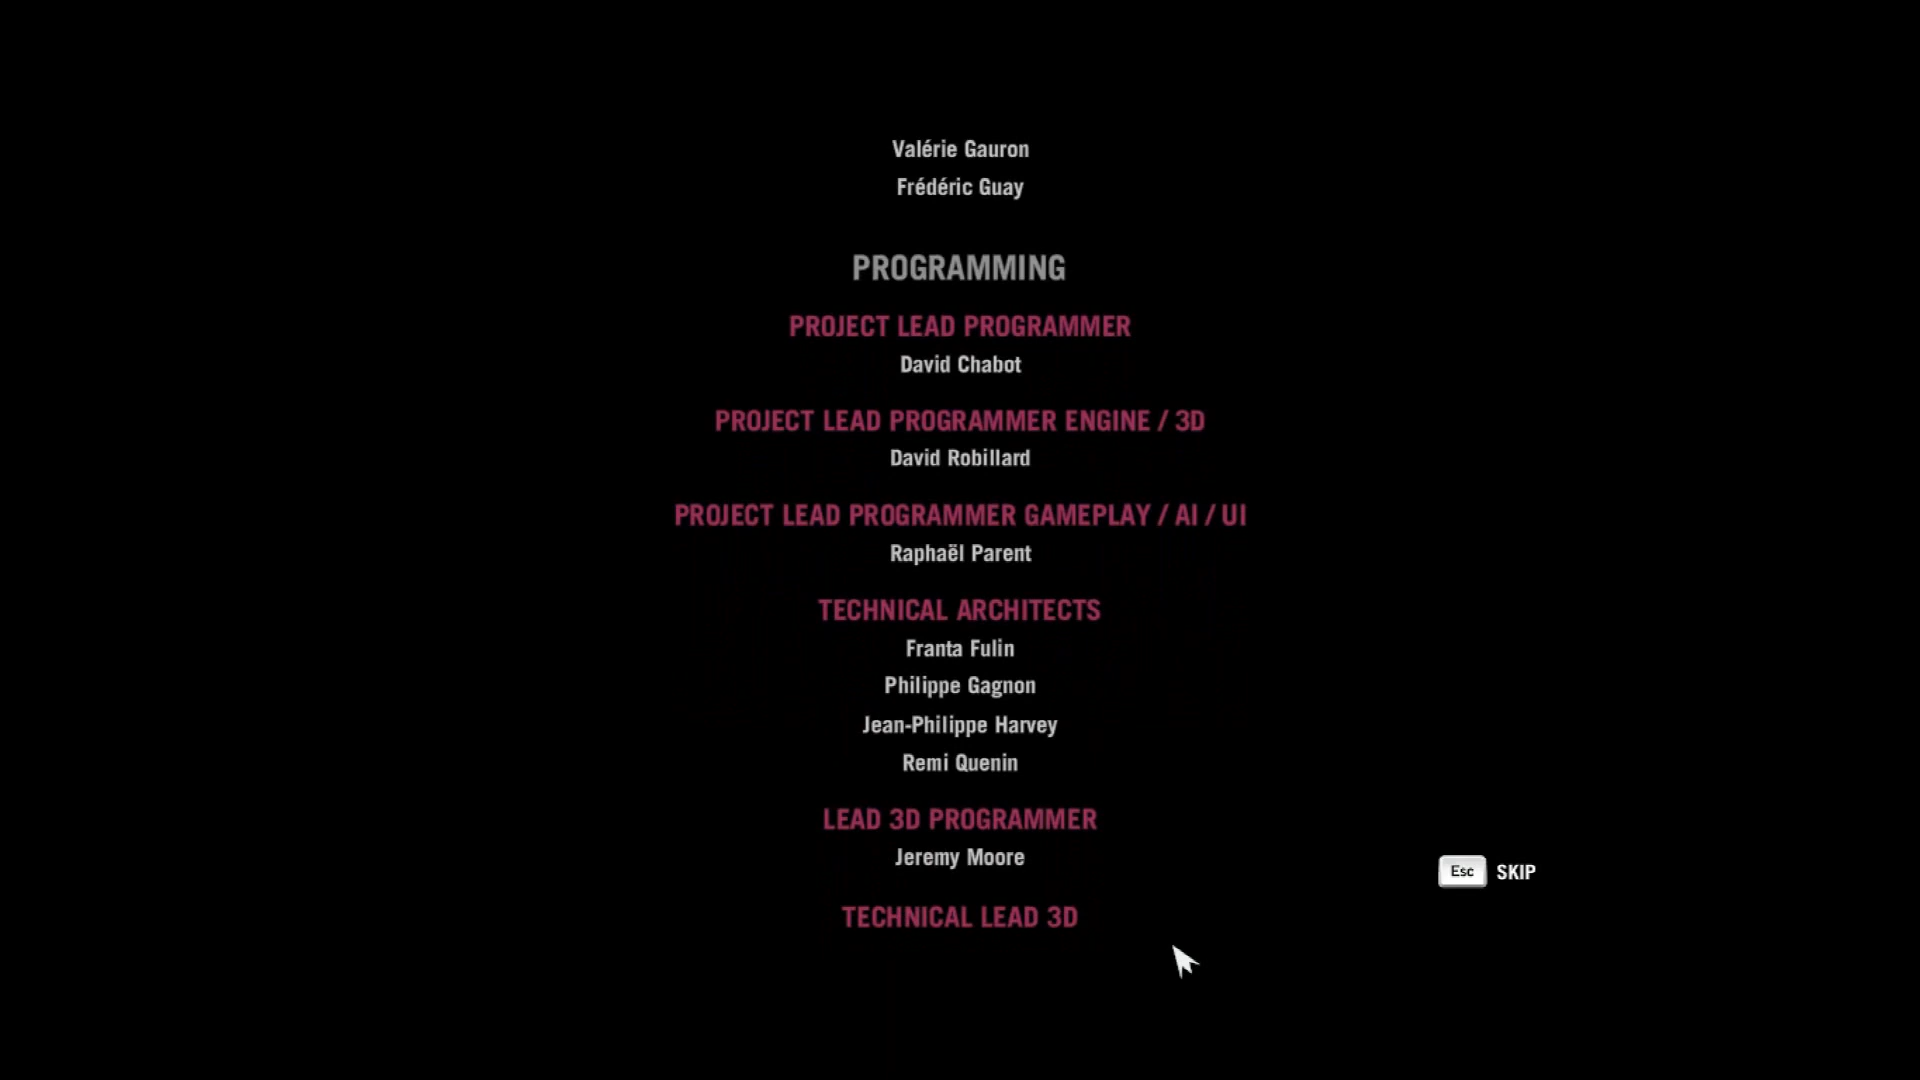 Valérie Gauron
Frédéric Guay
PROGRAMMING
PROJECT LEAD PROGRAMMER
David Chabot
PROJECT LEAD PROGRAMMER ENGINE / 3D
David Robillard
PROJECT LEAD PROGRAMMER GAMEPLAY / AI / UI
Raphaël Parent
TECHNICAL ARCHITECTS
Franta Fulin
Philippe Gagnon
Jean-Philippe Harvey
Remi Quenin
LEAD 3D PROGRAMMER
Jeremy Moore
Esc SKIP
TECHNICAL LEAD 3D